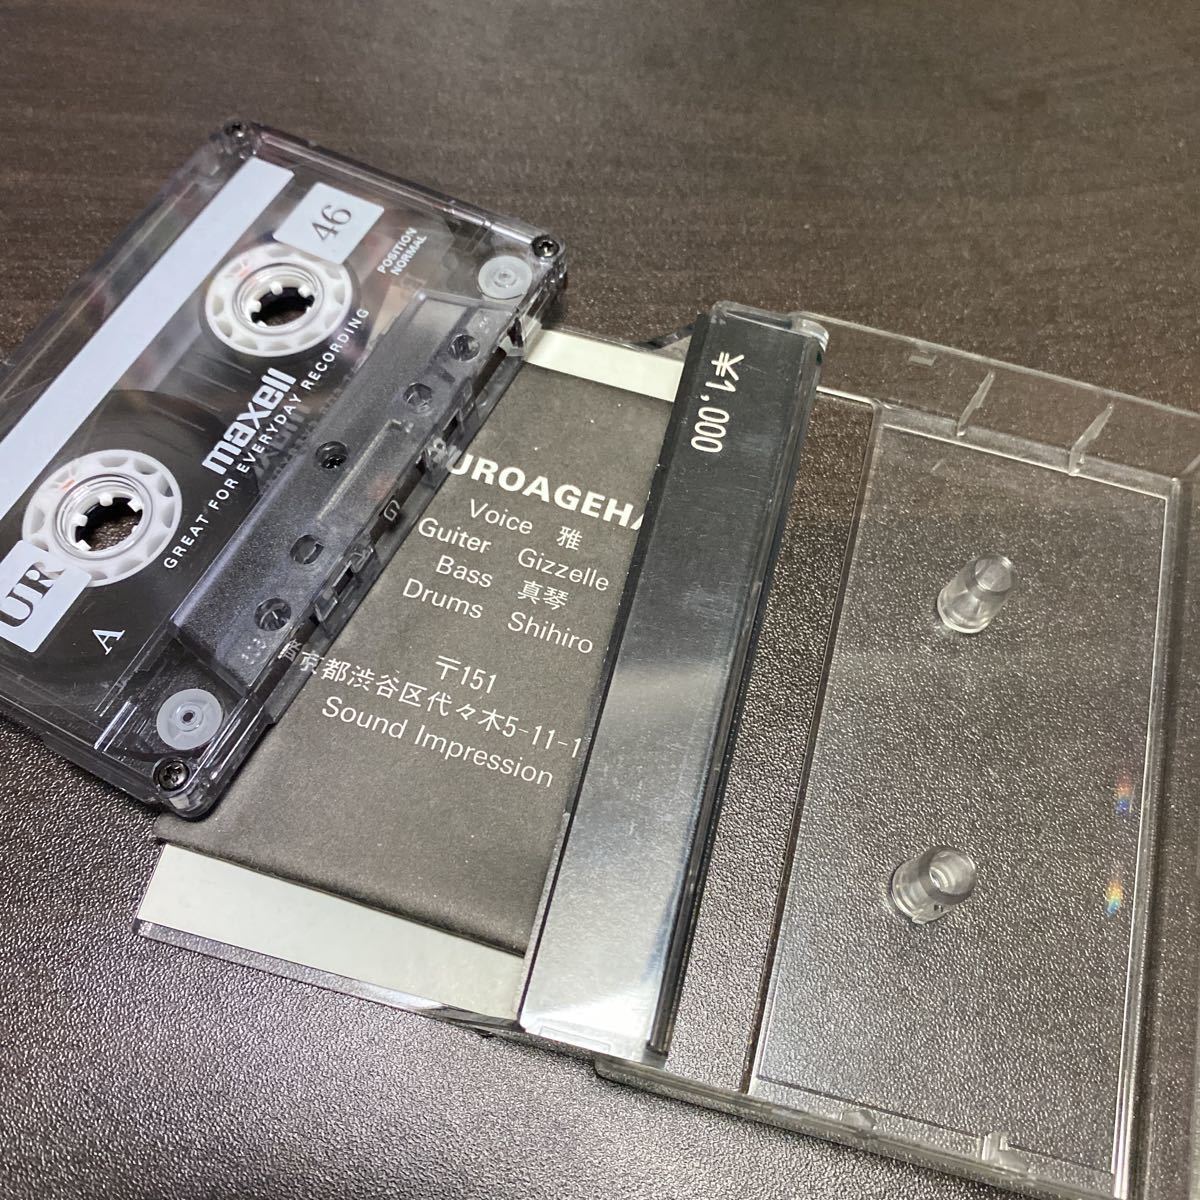 46
POSITION
NORMAL
maxell
GREAT FOR EVERYDAY RECORDING
UR
A
G7
UROAGEHA
Voice 雅
Guiter Gizzelle
Bass 真琴
Drums Shihiro
〒151
京都渋谷区代々木5-11-1
Sound Impression
¥1,000